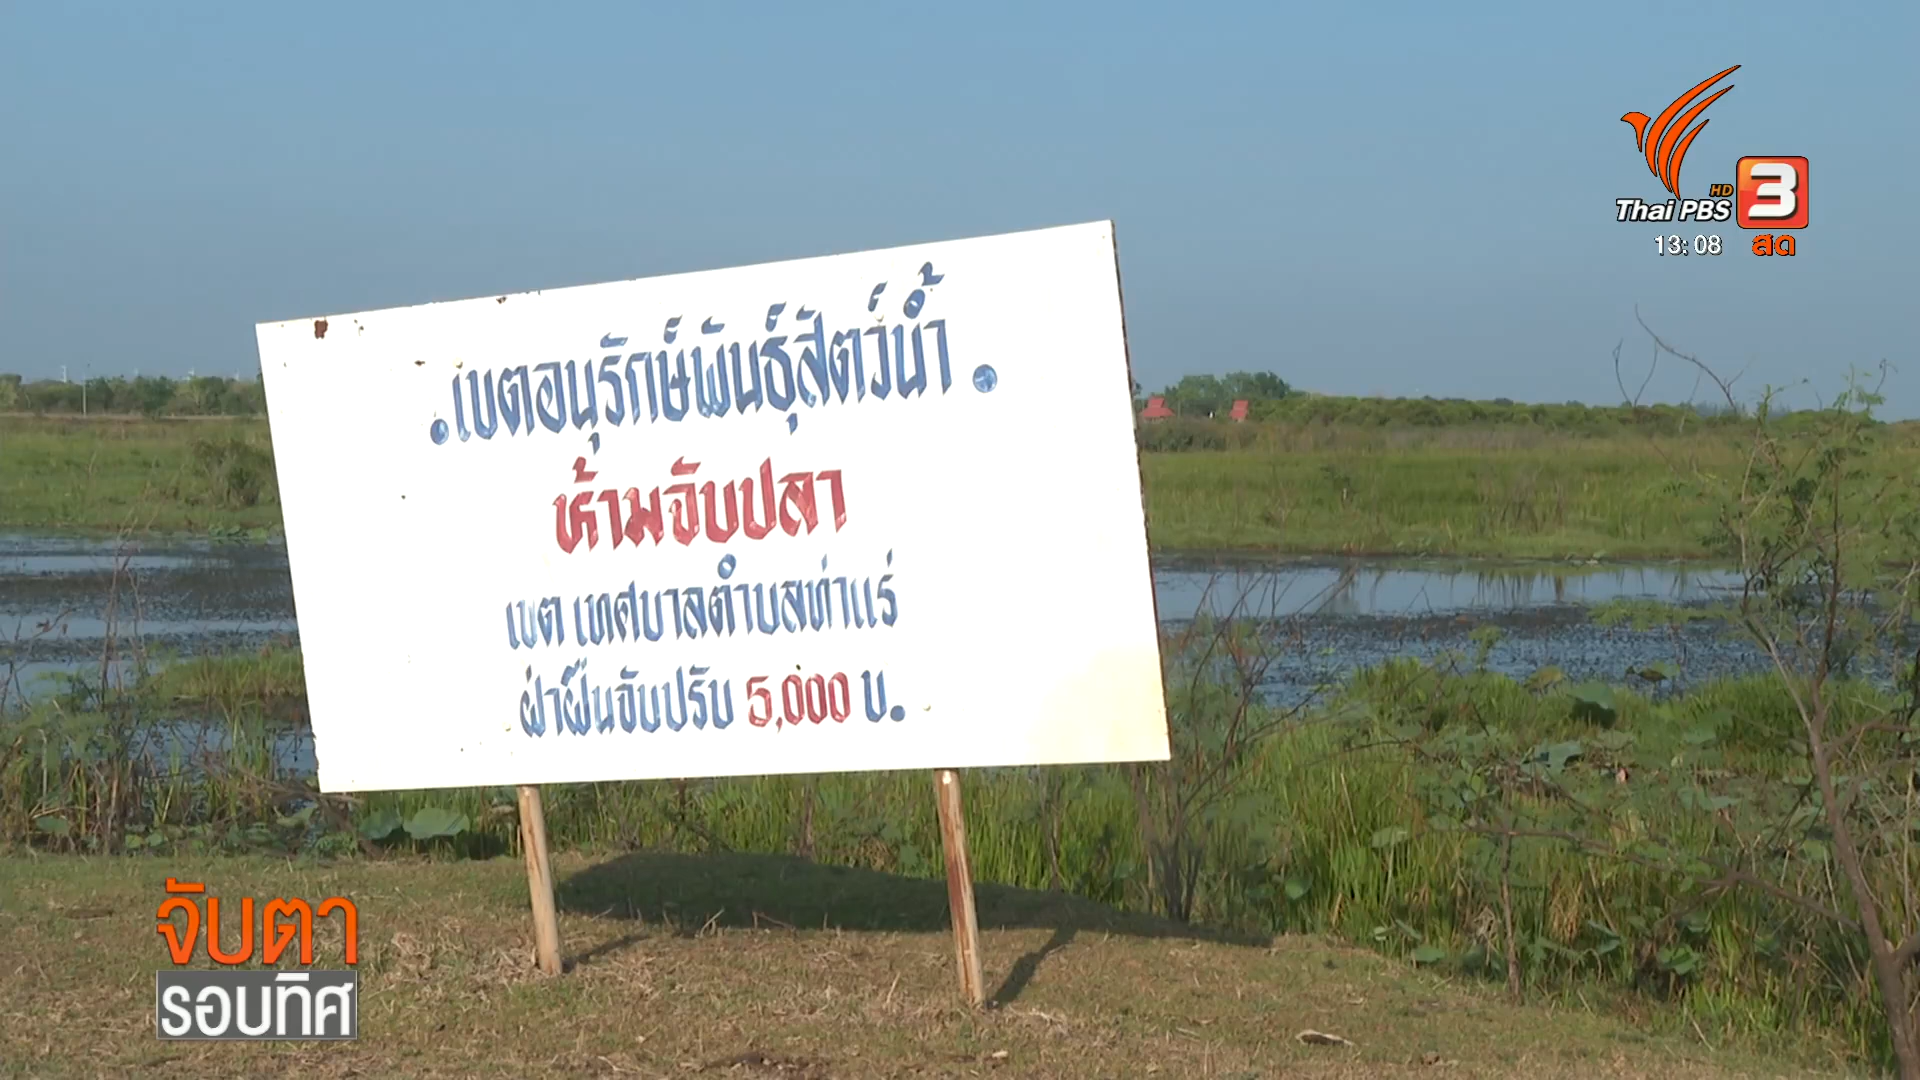 .เขตอนุรักษ์พันธุ์สัตว์น้ำ.
ห้ามจับปลา
เขต เทศบาลตำบลท่าแร่
ฝ่าฝืนจับปรับ 5,000 บ.
HD
Thai PBS 3
13:08 สด
จับตา
รอบทิศ